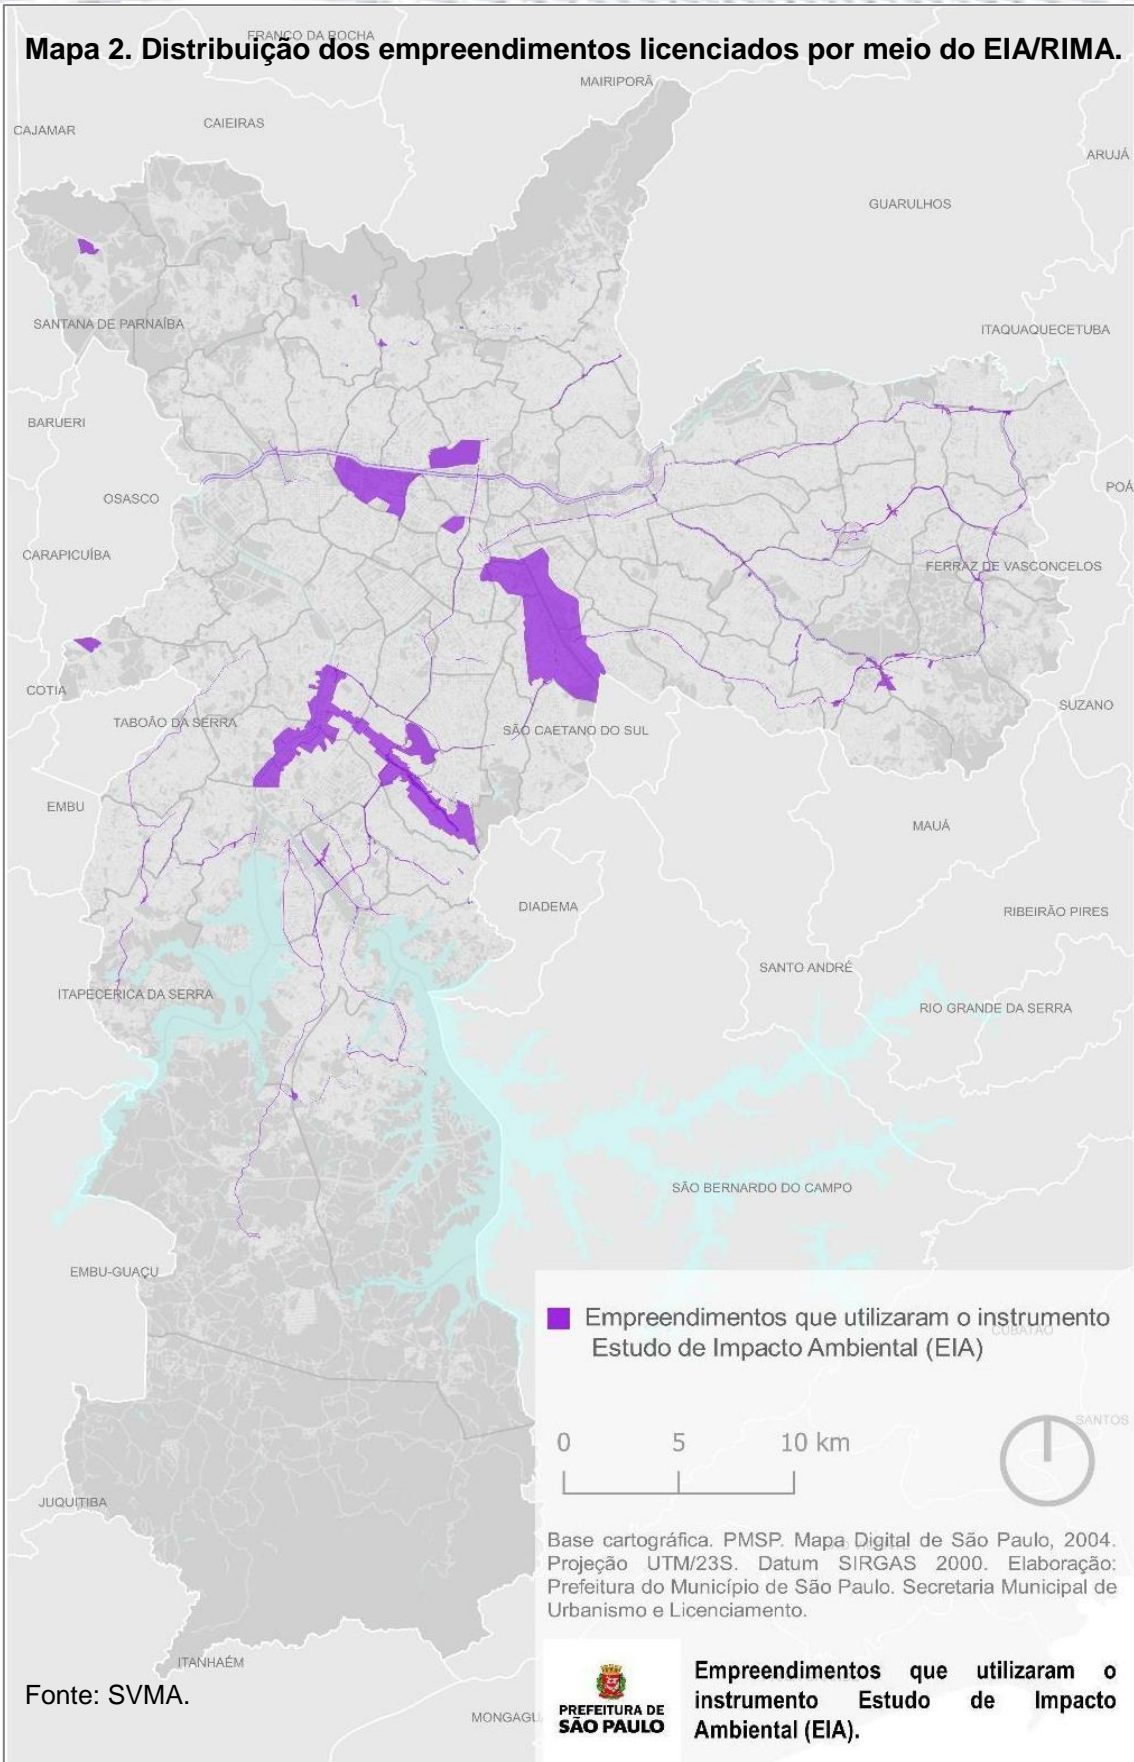 Mapa 2. Distribuição dos empreendimentos licenciados por meio do EIA/RIMA.
FRANCO DA ROCHA
MAIRIPORÃ
CAJAMAR
CAIEIRAS
ARUJÁ
GUARULHOS
SANTANA DE PARNAÍBA
ITAQUAQUECETUBA
BARUERI
OSASCO
POÁ
CARAPICUÍBA
FERRAZ DE VASCONCELOS
COTIA
SUZANO
TABOÃO DA SERRA
SÃO CAETANO DO SUL
EMBU
MAUÁ
DIADEMA
RIBEIRÃO PIRES
SANTO ANDRÉ
ITAPECERICA DA SERRA
RIO GRANDE DA SERRA
SÃO BERNARDO DO CAMPO
EMBU-GUAÇU
Empreendimentos que utilizaram o instrumento
Estudo de Impacto Ambiental (EIA)
CUBATÃO
SANTOS
0 5 10 km
JUQUITIBA
Base cartográfica. PMSP. Mapa Digital de São Paulo, 2004.
Projeção UTM/23S. Datum SIRGAS 2000. Elaboração:
Prefeitura do Município de São Paulo. Secretaria Municipal de
Urbanismo e Licenciamento.
ITANHAÉM
Fonte: SVMA.
MONGAGU
PREFEITURA DE
SÃO PAULO
Empreendimentos que utilizaram o
instrumento Estudo de Impacto
Ambiental (EIA).